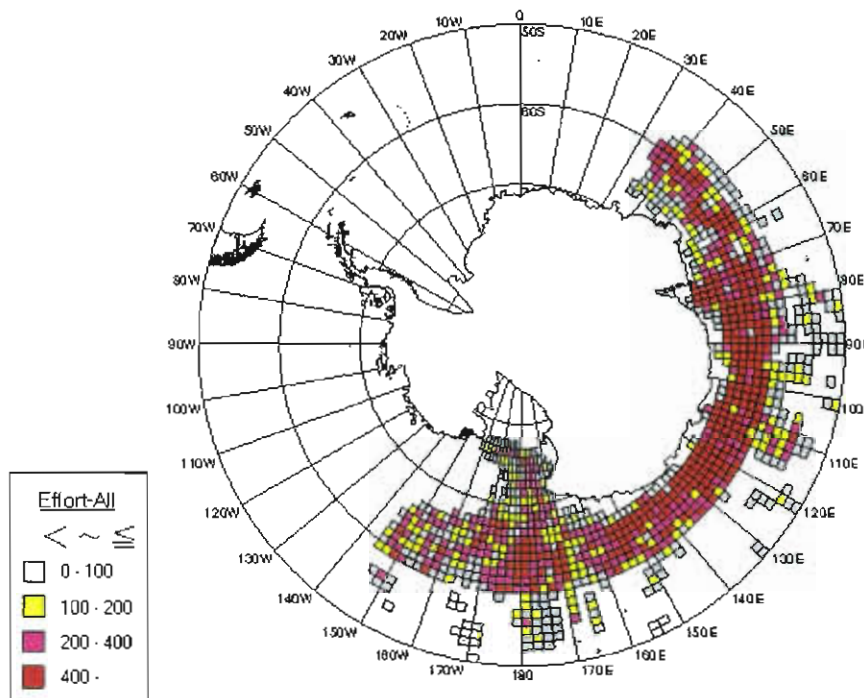 0
10W
10E
20W
20E
30W
30E
40W
40E
50W
50E
60W
60E
70W
70E
80W
80E
90W
90E
100W
100
110W
110E
120W
120E
130W
130E
140W
140E
150W
150E
160W
160E
170W
170E
180
50S
60S
Effort-All
< ~ ≦
0 - 100
100 - 200
200 - 400
400 -